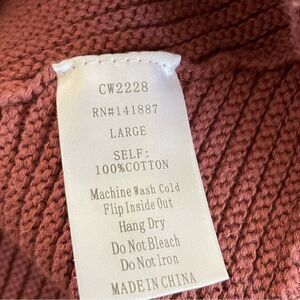 CW2228
RN#141887
LARGE
SELF:
100%COTTON
Machine Wash Cold
Flip Inside Out
Hang Dry
Do Not Bleach
Do Not Iron
MADE IN CHINA